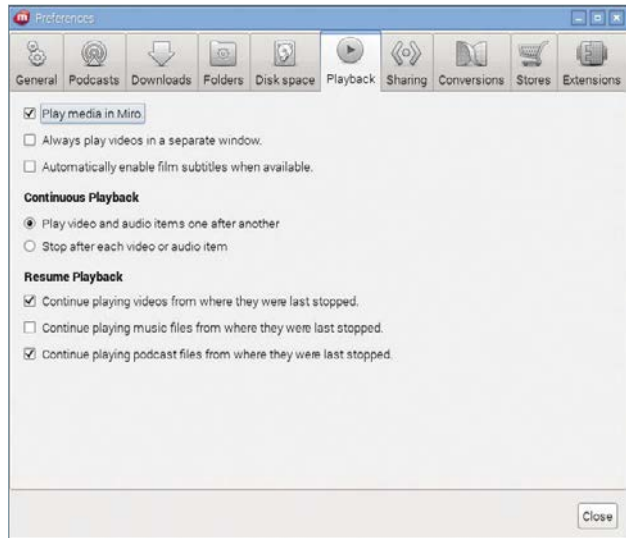 Preferences
General Podcasts Downloads Folders Disk space Playback Sharing Conversions Stores Extensions
Play media in Miro.
Always play videos in a separate window.
Automatically enable film subtitles when available.
Continuous Playback
Play video and audio items one after another
Stop after each video or audio item
Resume Playback
Continue playing videos from where they were last stopped.
Continue playing music files from where they were last stopped.
Continue playing podcast files from where they were last stopped.
Close